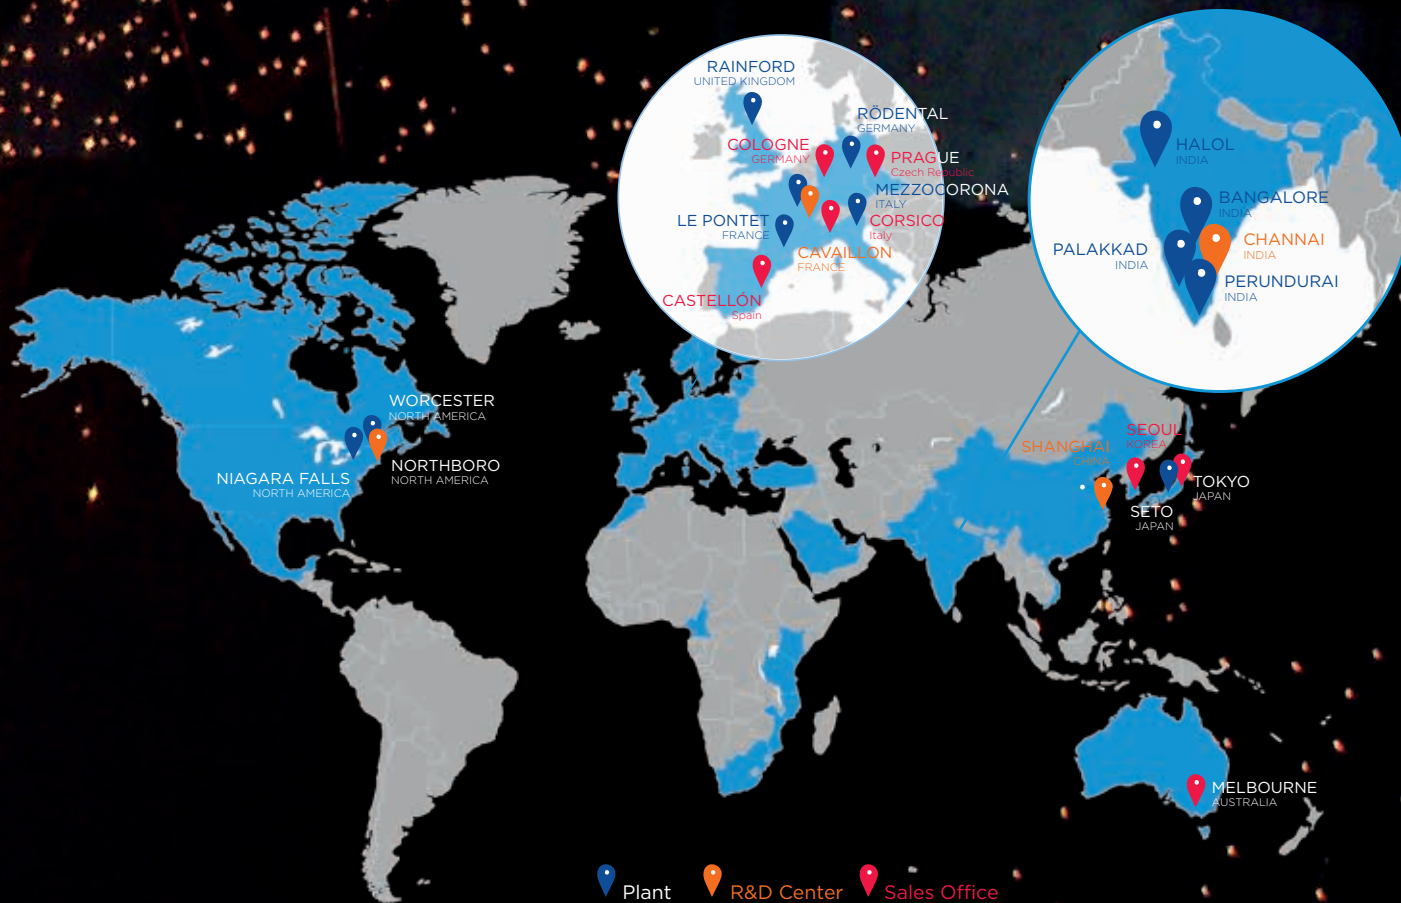 RAINFORD
UNITED KINGDOM
RÖDENTAL
GERMANY
COLOGNE
GERMANY
PRAGUE
Czech Republic
MEZZOCORONA
ITALY
LE PONTET
FRANCE
CORSICO
Italy
CAVAILLON
FRANCE
CASTELLÓN
Spain
HALOL
INDIA
BANGALORE
INDIA
PALAKKAD
INDIA
CHANNAI
INDIA
PERUNDURAI
INDIA
WORCESTER
NORTH AMERICA
NORTHBORO
NORTH AMERICA
NIAGARA FALLS
NORTH AMERICA
SHANGHAI
CHINA
SEOUL
KOREA
TOKYO
JAPAN
SETO
JAPAN
MELBOURNE
AUSTRALIA
Plant
R&D Center
Sales Office